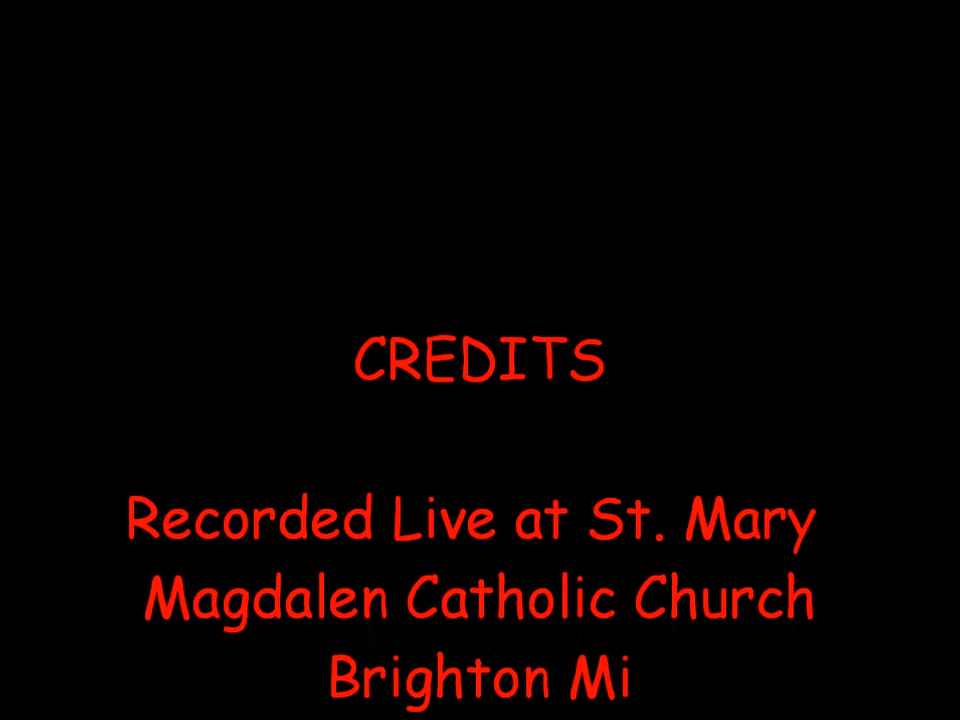 CREDITS
Recorded Live at St. Mary
Magdalen Catholic Church
Brighton Mi